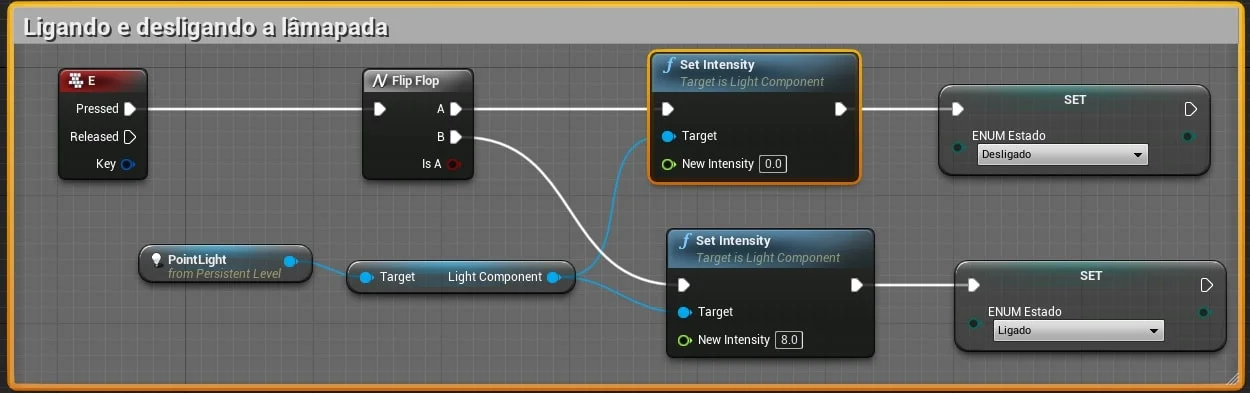 Ligando e desligando a lâmapada
E
Pressed
Released
Key
Flip Flop
A
B
Is A
Set Intensity
Target is Light Component
Target
New Intensity 0.0
SET
ENUM Estado
Desligado
PointLight
from Persistent Level
Target Light Component
Set Intensity
Target is Light Component
Target
New Intensity 8.0
SET
ENUM Estado
Ligado